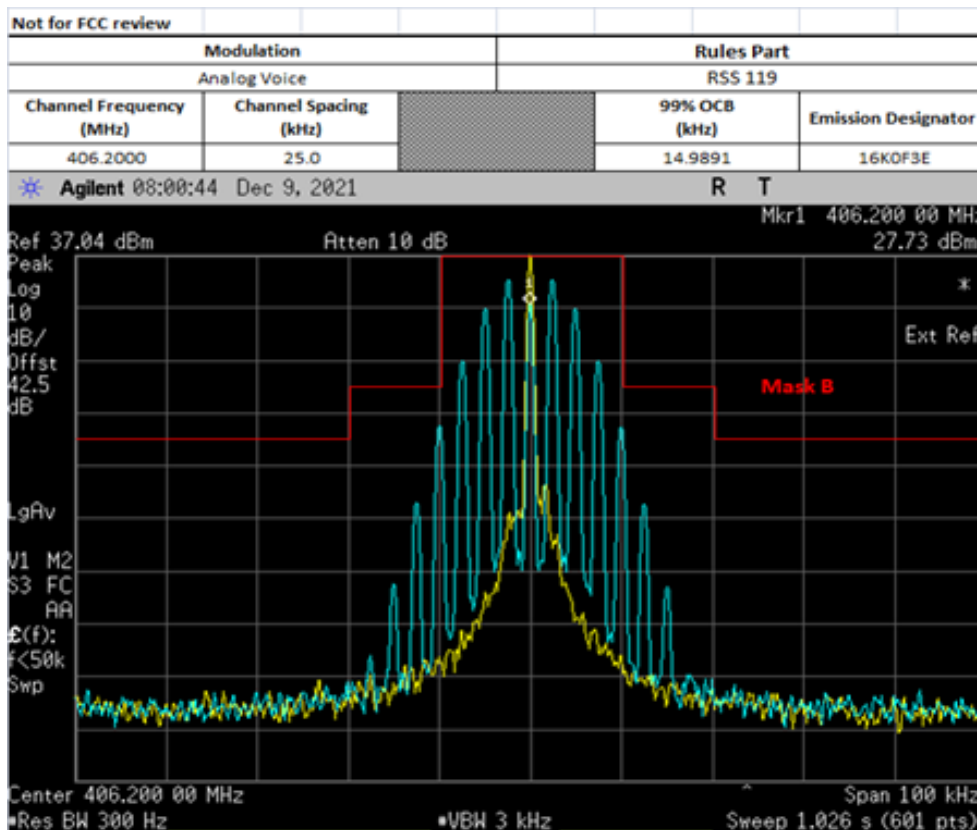 Not for FCC review
Modulation Rules Part
Analog Voice RSS 119
Channel Frequency (MHz) Channel Spacing (kHz) 99% OCB (kHz) Emission Designator
406.2000 25.0 14.9891 16K0F3E
Agilent 08:00:44 Dec 9, 2021 R T
Mkr1 406.200 00 MHz
Ref 37.04 dBm Atten 10 dB 27.73 dBm
Peak
Log
10
dB/
Offst
42.5
dB
1
*
Ext Ref
Mask B
LgAv
V1 M2
S3 FC
AA
£(f):
f<50k
Swp
Center 406.200 00 MHz ^ Span 100 kHz
Res BW 300 Hz VBW 3 kHz Sweep 1.026 s (601 pts)